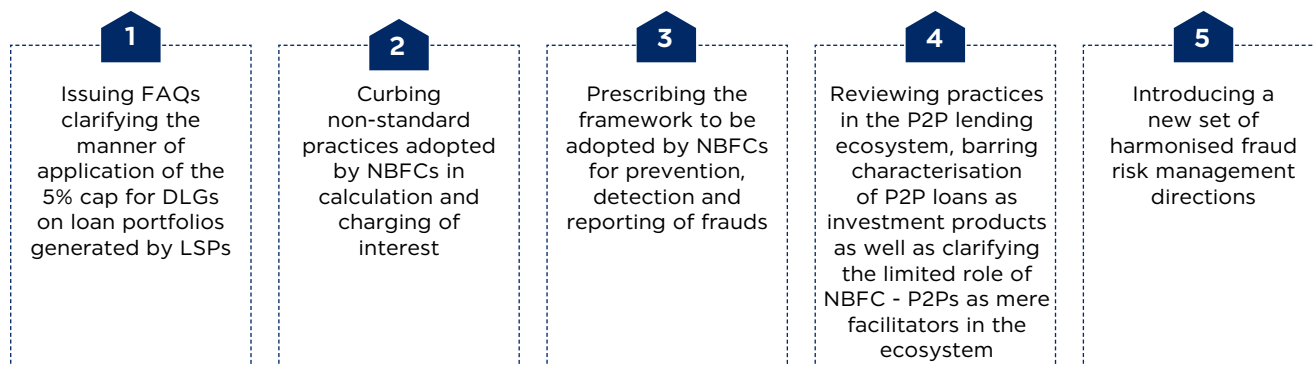 1
Issuing FAQs
clarifying the
manner of
application of the
5% cap for DLGs
on loan portfolios
generated by LSPs
2
Curbing
non-standard
practices adopted
by NBFCs in
calculation and
charging of
interest
3
Prescribing the
framework to be
adopted by NBFCs
for prevention,
detection and
reporting of frauds
4
Reviewing practices
in the P2P lending
ecosystem, barring
characterisation
of P2P loans as
investment products
as well as clarifying
the limited role of
NBFC - P2Ps as mere
facilitators in the
ecosystem
5
Introducing a
new set of
harmonised fraud
risk management
directions